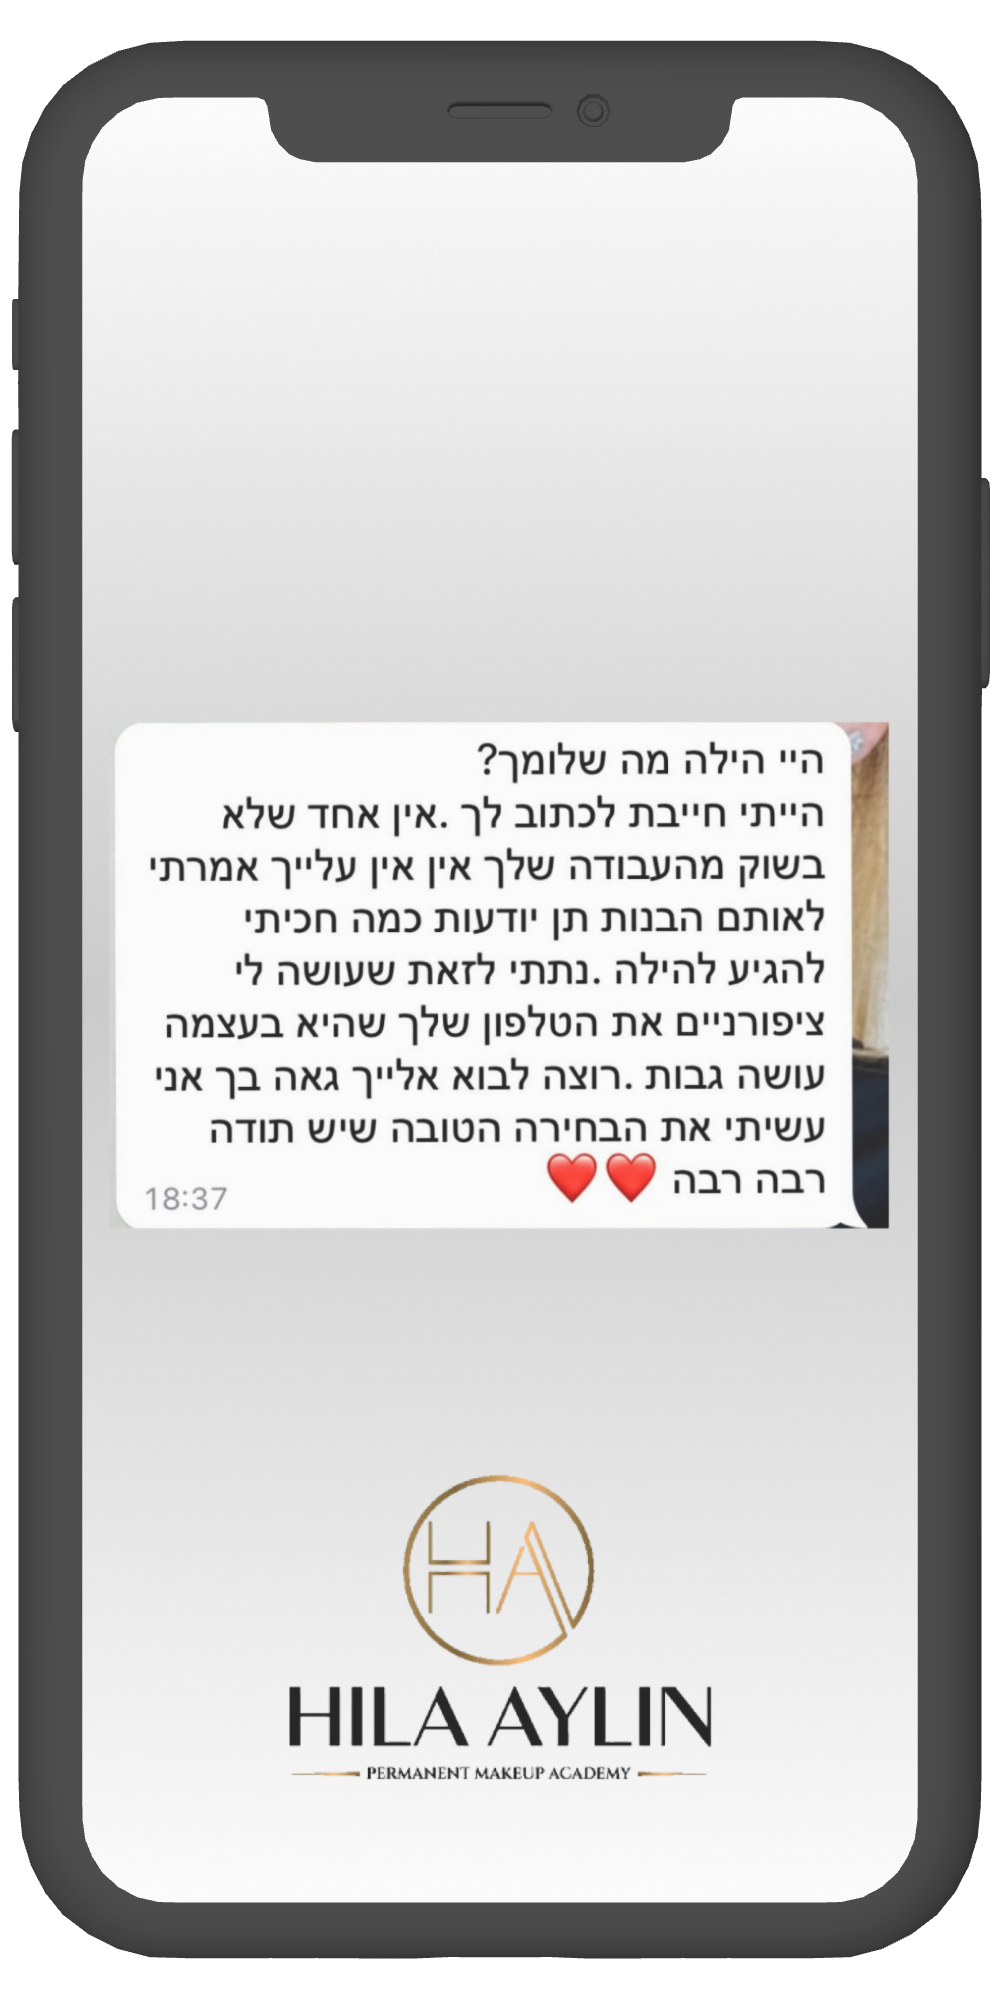 היי הילה מה שלומך?
הייתי חייבת לכתוב לך .אין אחד שלא
בשוק מהעבודה שלך אין אין עלייך אמרתי
לאותם הבנות תן יודעות כמה חכיתי
להגיע להילה .נתתי לזאת שעושה לי
ציפורניים את הטלפון שלך שהיא בעצמה
עושה גבות .רוצה לבוא אלייך גאה בך אני
עשיתי את הבחירה הטובה שיש תודה
רבה רבה ❤️❤️
18:37
HA
HILA AYLIN
PERMANENT MAKEUP ACADEMY